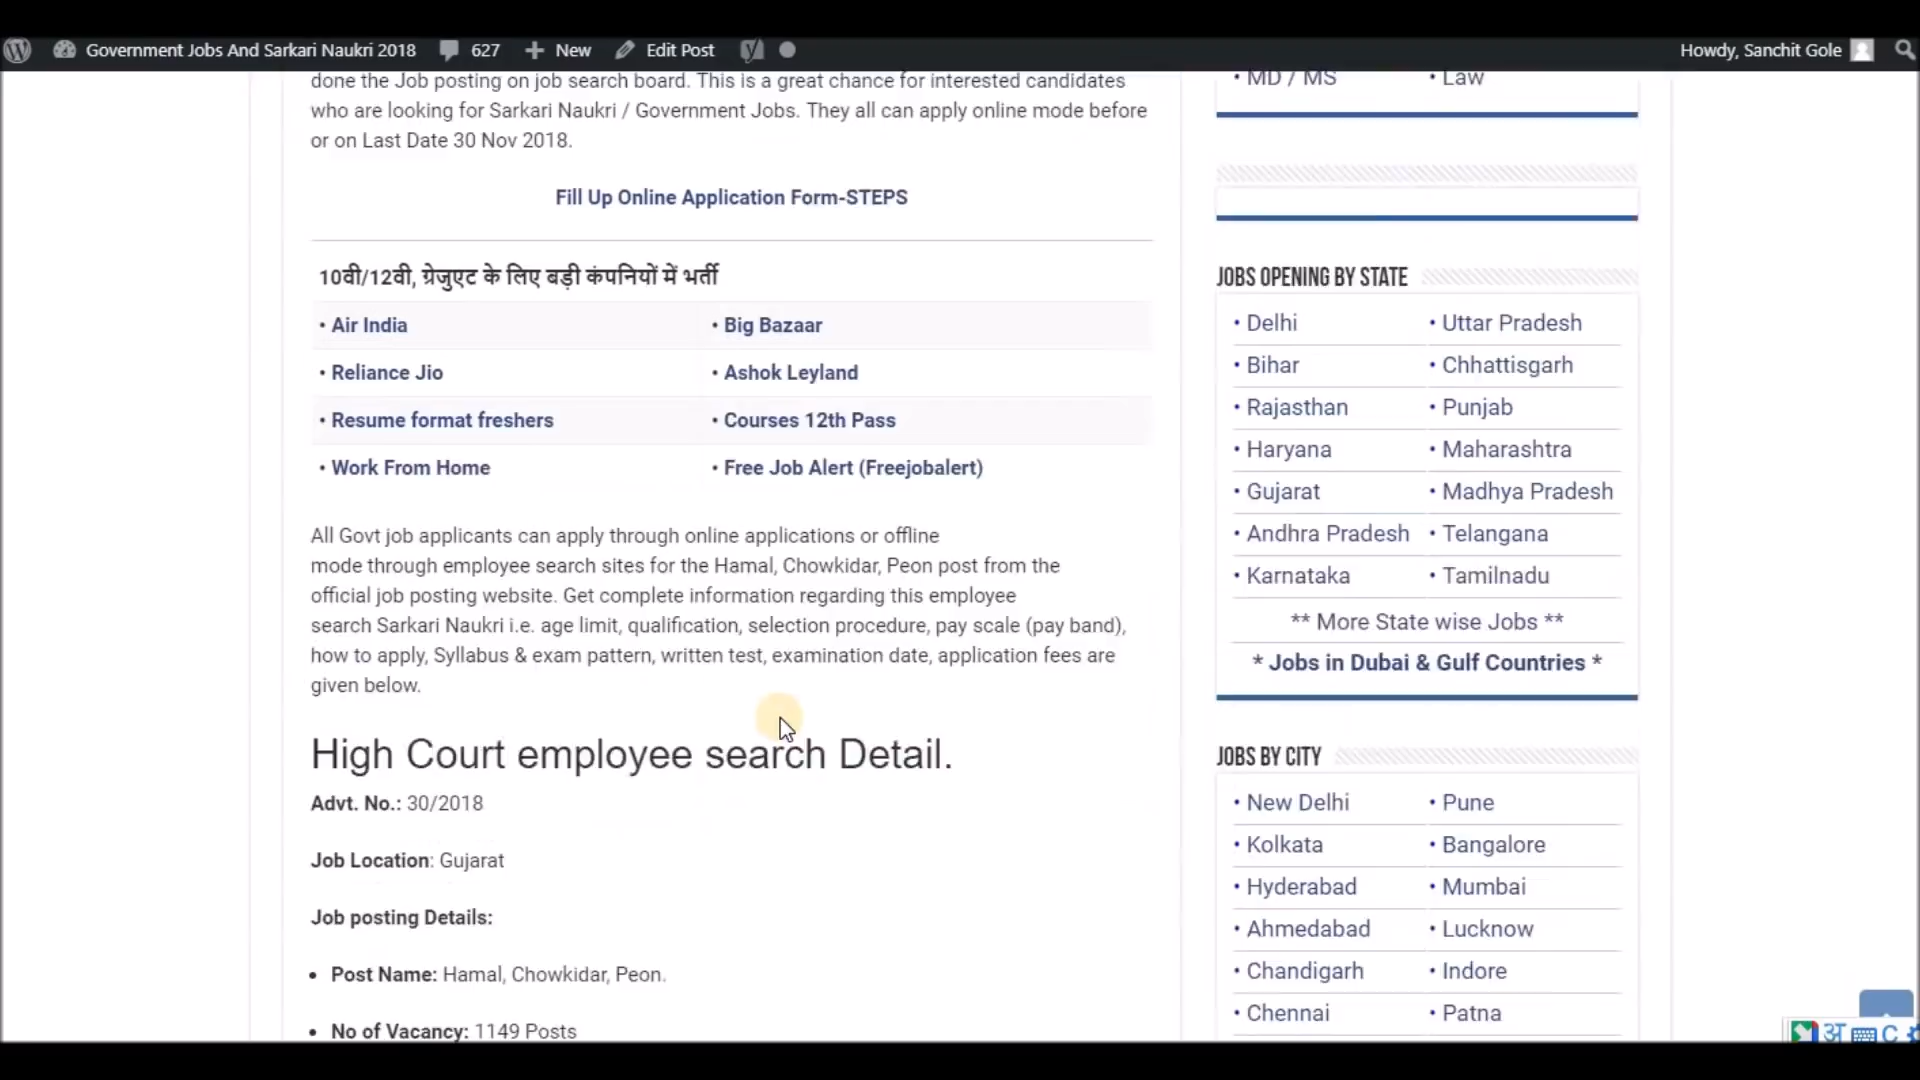 Government Jobs And Sarkari Naukri 2018 627 New Edit Post Howdy, Sanchit Gole
done the Job posting on job search board. This is a great chance for interested candidates
who are looking for Sarkari Naukri / Government Jobs. They all can apply online mode before
or on Last Date 30 Nov 2018.
Fill Up Online Application Form-STEPS
10वी/12वी, ग्रेजुएट के लिए बड़ी कंपनियों में भर्ती
• Air India • Big Bazaar
• Reliance Jio • Ashok Leyland
• Resume format freshers • Courses 12th Pass
• Work From Home • Free Job Alert (Freejobalert)
All Govt job applicants can apply through online applications or offline
mode through employee search sites for the Hamal, Chowkidar, Peon post from the
official job posting website. Get complete information regarding this employee
search Sarkari Naukri i.e. age limit, qualification, selection procedure, pay scale (pay band),
how to apply, Syllabus & exam pattern, written test, examination date, application fees are
given below.
High Court employee search Detail.
Advt. No.: 30/2018
Job Location: Gujarat
Job posting Details:
• Post Name: Hamal, Chowkidar, Peon.
• No of Vacancy: 1149 Posts
• MD / MS • Law
JOBS OPENING BY STATE
• Delhi • Uttar Pradesh
• Bihar • Chhattisgarh
• Rajasthan • Punjab
• Haryana • Maharashtra
• Gujarat • Madhya Pradesh
• Andhra Pradesh • Telangana
• Karnataka • Tamilnadu
** More State wise Jobs **
* Jobs in Dubai & Gulf Countries *
JOBS BY CITY
• New Delhi • Pune
• Kolkata • Bangalore
• Hyderabad • Mumbai
• Ahmedabad • Lucknow
• Chandigarh • Indore
• Chennai • Patna
अ